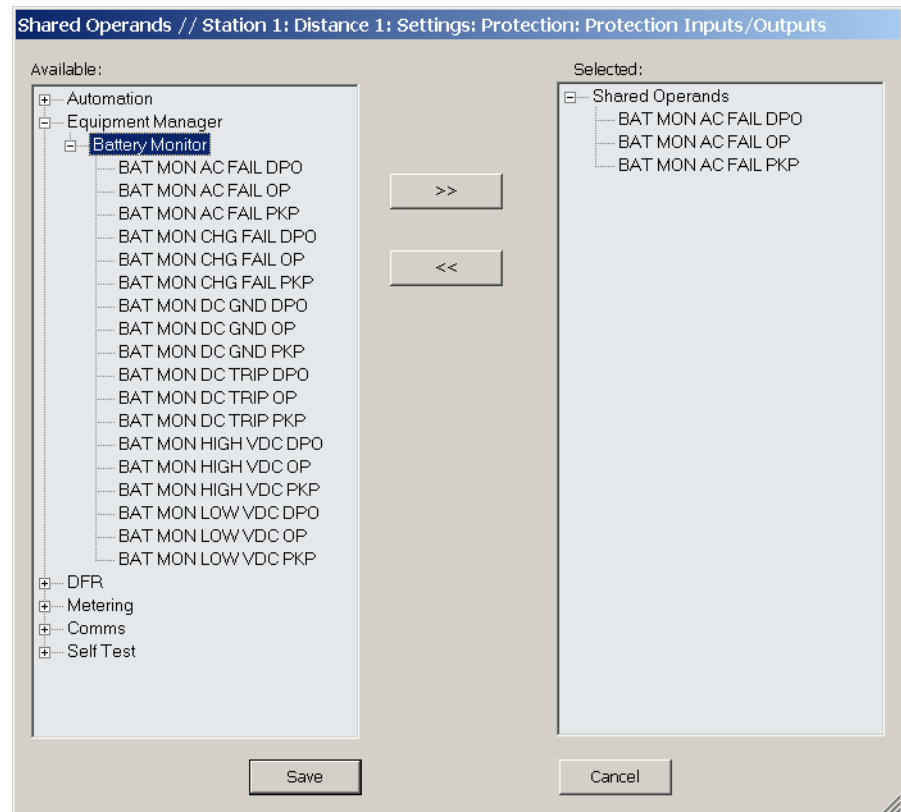 Shared Operands // Station 1: Distance 1: Settings: Protection: Protection Inputs/Outputs
Available:
Automation
Equipment Manager
Battery Monitor
BAT MON AC FAIL DPO
BAT MON AC FAIL OP
BAT MON AC FAIL PKP
BAT MON CHG FAIL DPO
BAT MON CHG FAIL OP
BAT MON CHG FAIL PKP
BAT MON DC GND DPO
BAT MON DC GND OP
BAT MON DC GND PKP
BAT MON DC TRIP DPO
BAT MON DC TRIP OP
BAT MON DC TRIP PKP
BAT MON HIGH VDC DPO
BAT MON HIGH VDC OP
BAT MON HIGH VDC PKP
BAT MON LOW VDC DPO
BAT MON LOW VDC OP
BAT MON LOW VDC PKP
DFR
Metering
Comms
Self Test
>>
<<
Selected:
Shared Operands
BAT MON AC FAIL DPO
BAT MON AC FAIL OP
BAT MON AC FAIL PKP
Save
Cancel